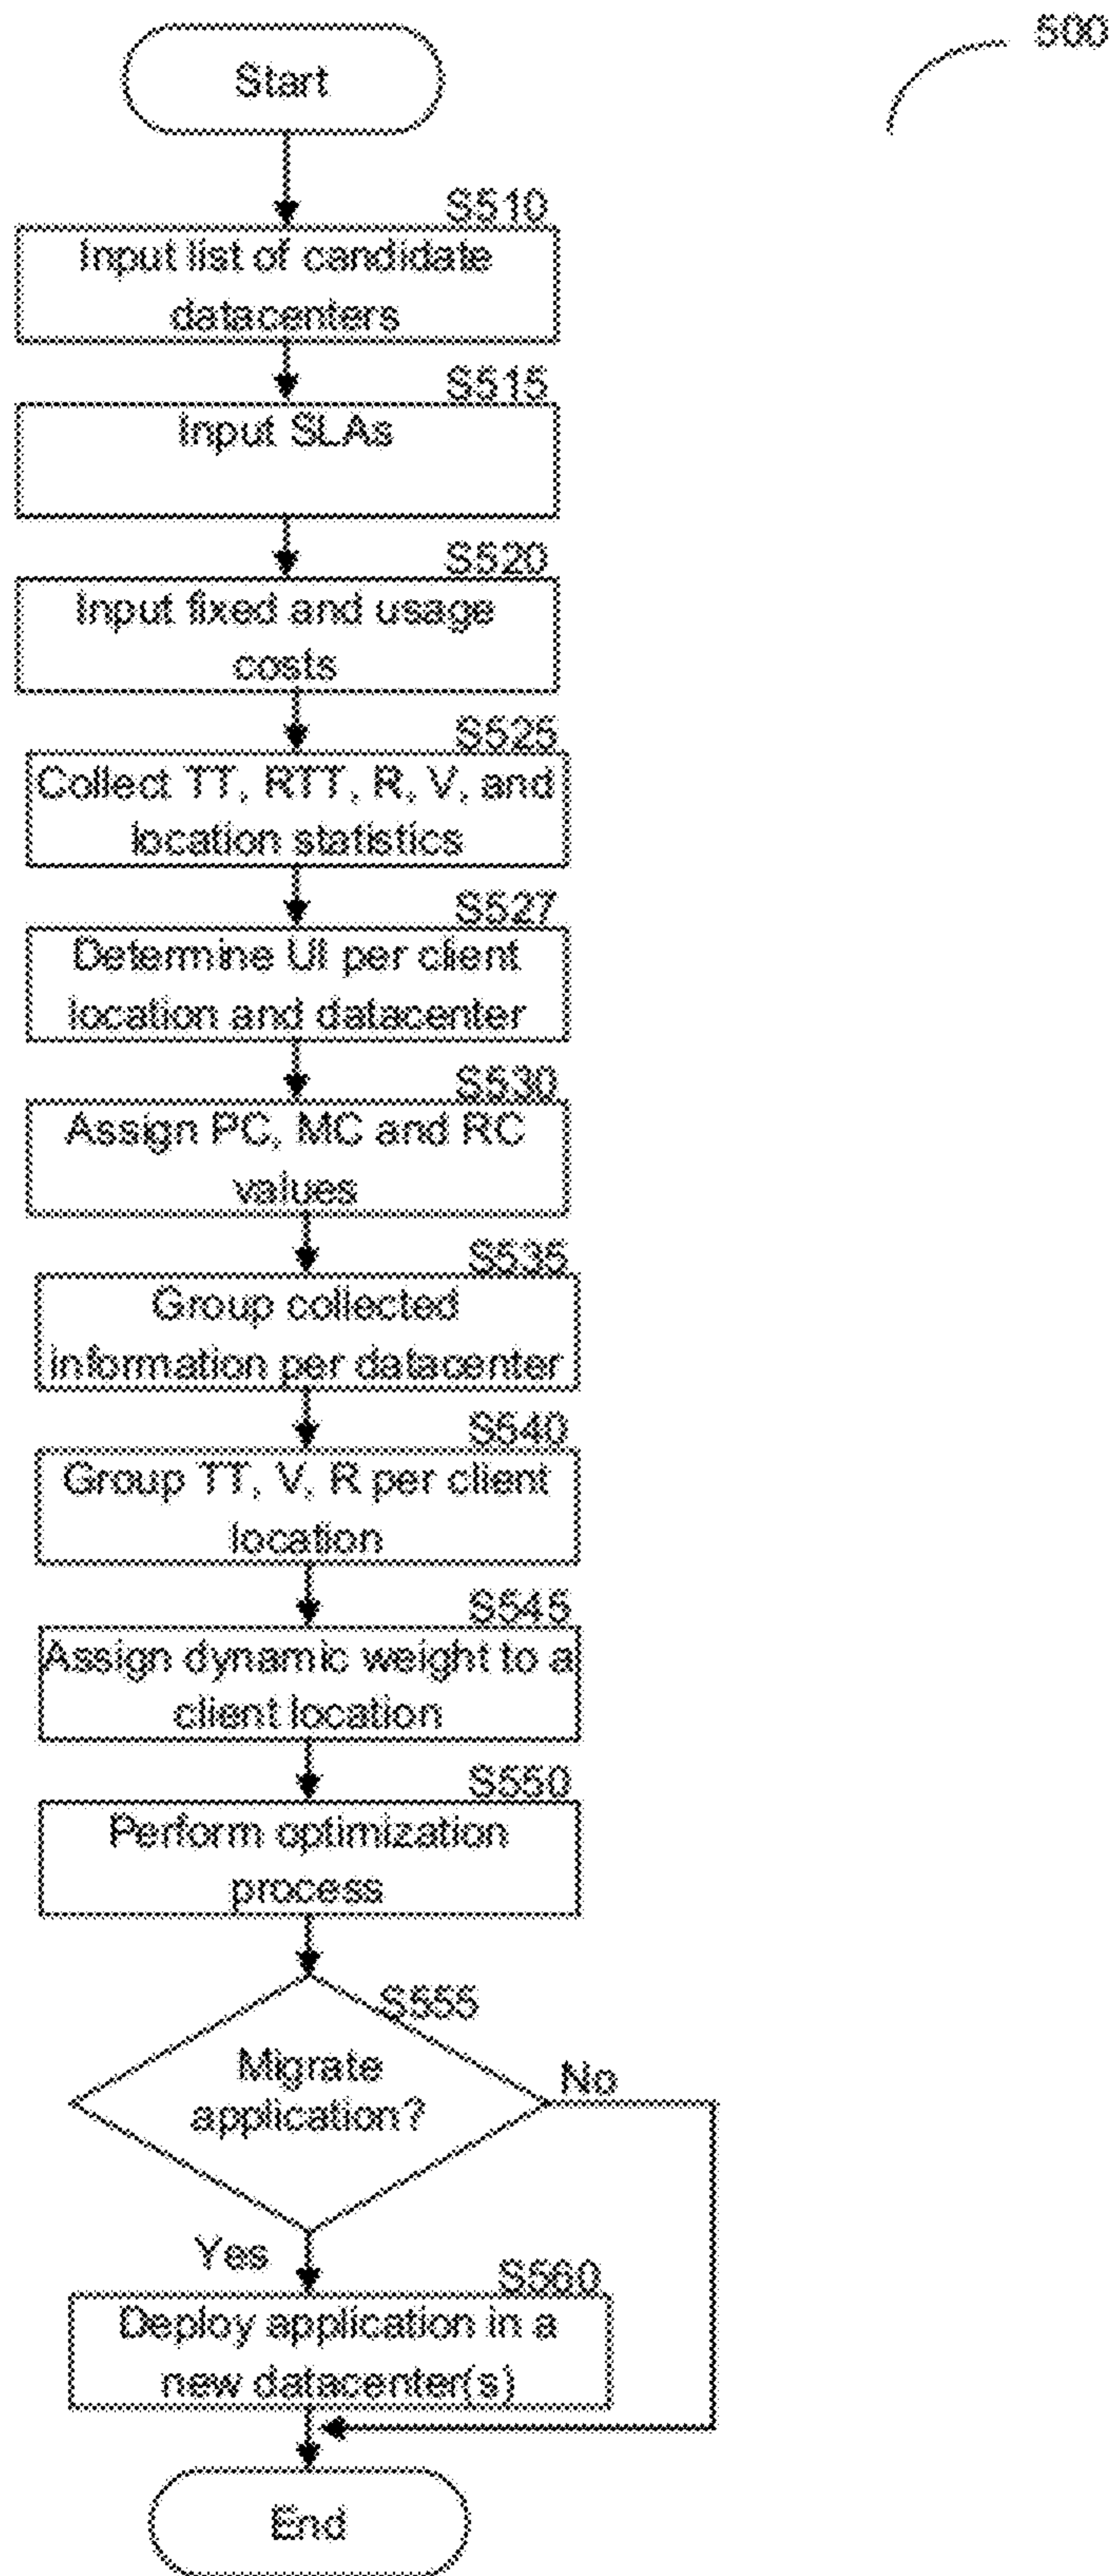 500
Start
S510
Input list of candidate
datacenters
S515
Input SLAs
S520
Input fixed and usage
costs
S525
Collect TT, RTT, R, V, and
location statistics
S527
Determine UI per client
location and datacenter
S530
Assign PC, MC and RC
values
S535
Group collected
information per datacenter
S540
Group TT, V, R per client
location
S545
Assign dynamic weight to a
client location
S550
Perform optimization
process
S555
Migrate
application?
No
Yes
S560
Deploy application in a
new datacenter(s)
End